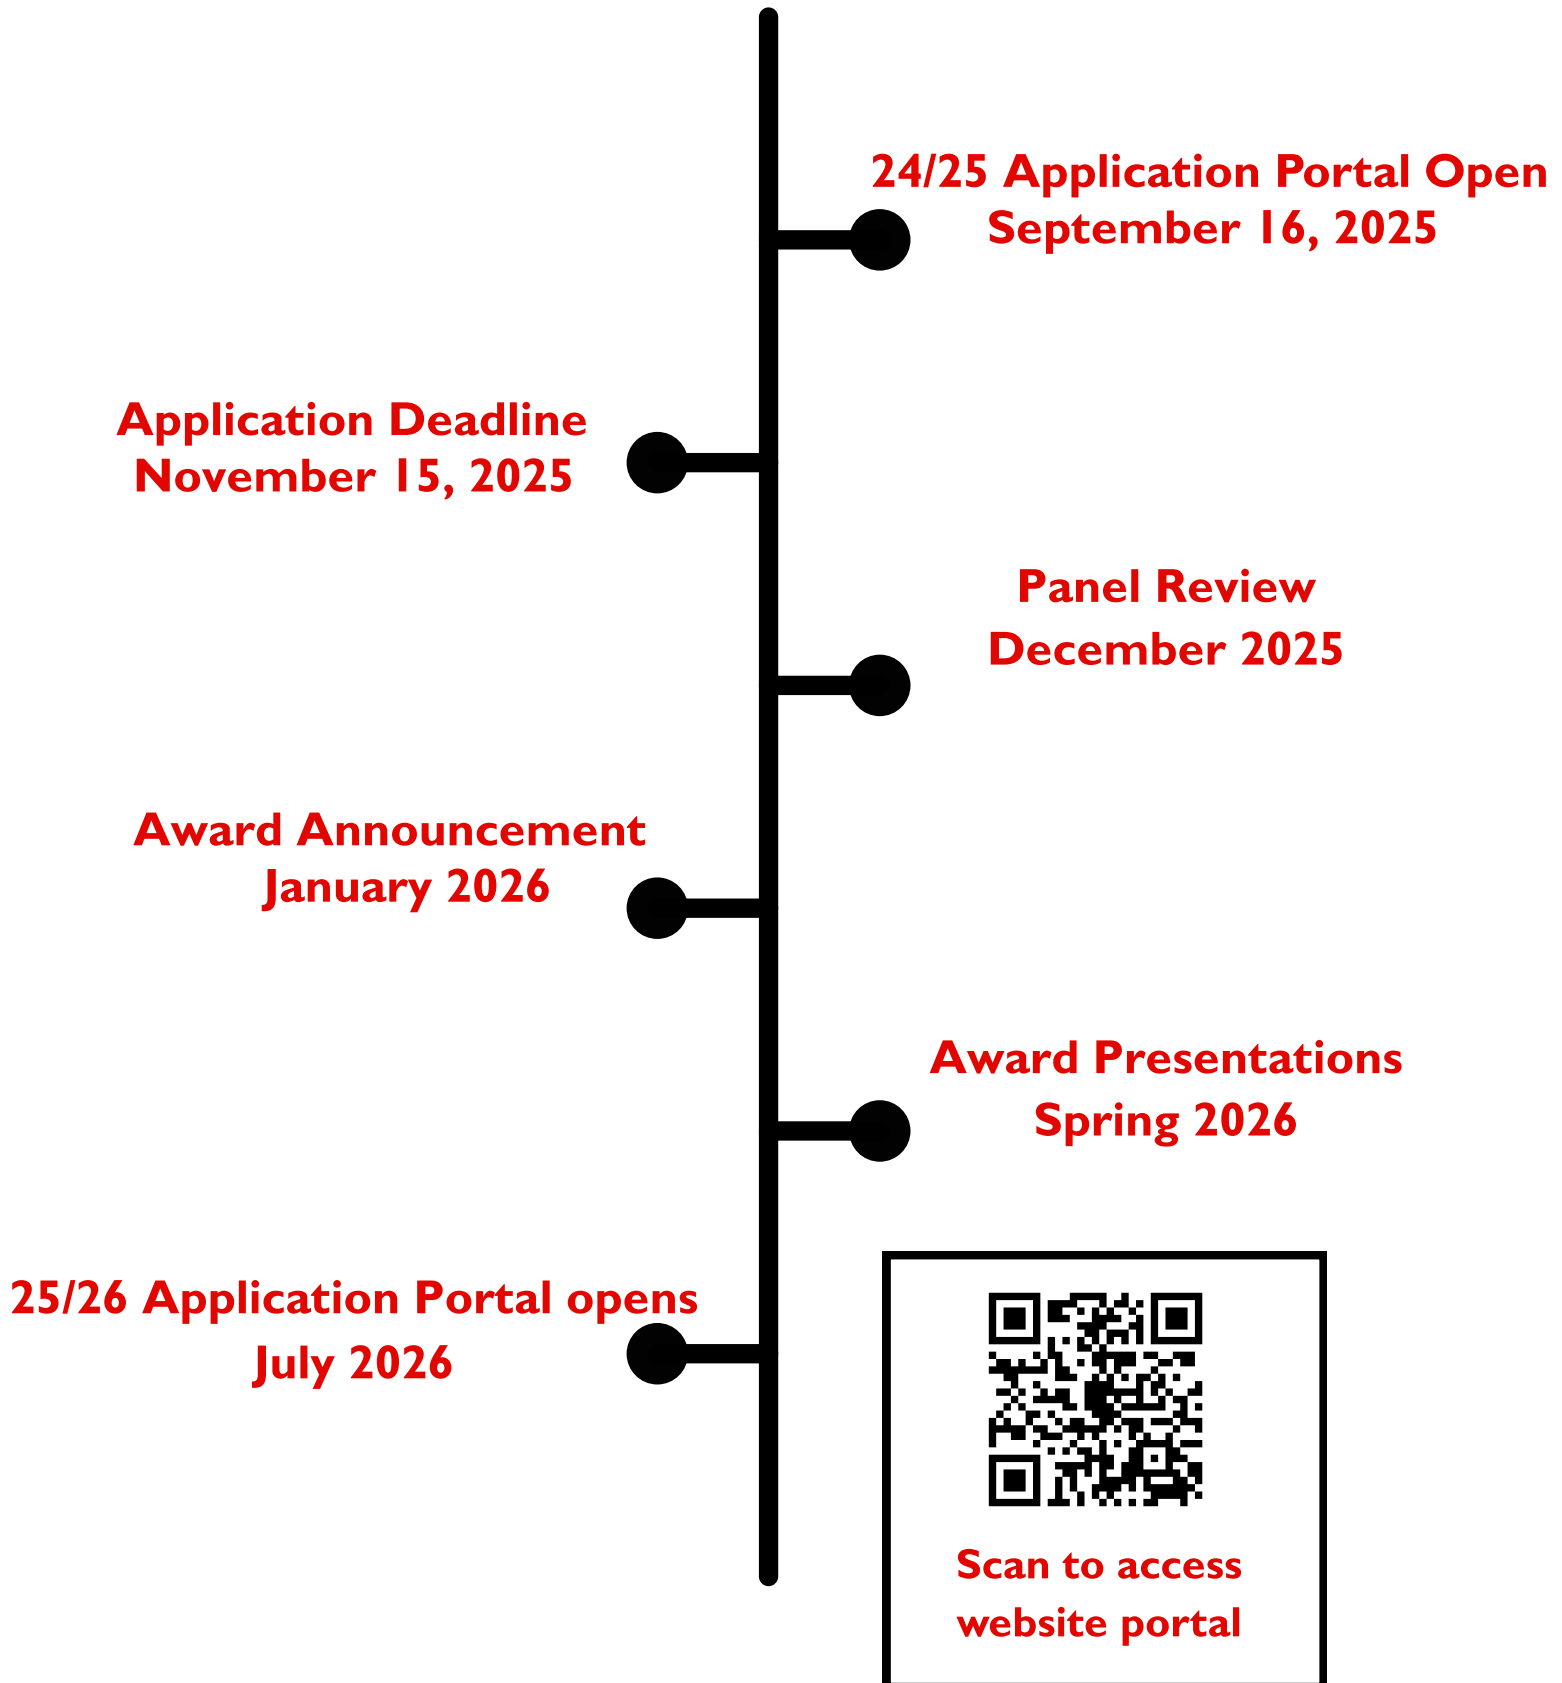 24/25 Application Portal Open
September 16, 2025
Application Deadline
November 15, 2025
Panel Review
December 2025
Award Announcement
January 2026
Award Presentations
Spring 2026
25/26 Application Portal opens
July 2026
Scan to access
website portal